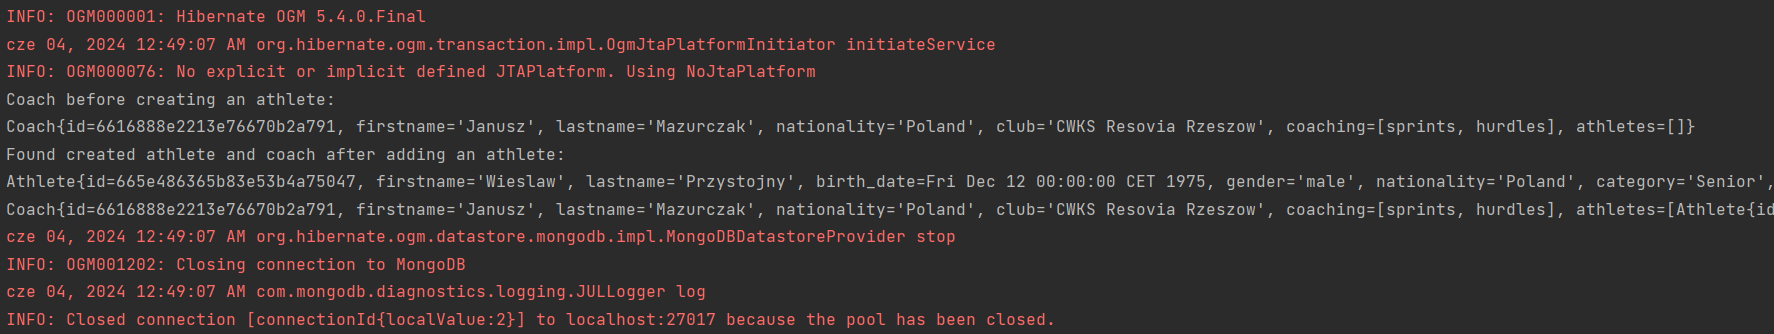 INFO: OGM000001: Hibernate OGM 5.4.0.Final
cze 04, 2024 12:49:07 AM org.hibernate.ogm.transaction.impl.OgmJtaPlatformInitiator initiateService
INFO: OGM000076: No explicit or implicit defined JTAPlatform. Using NoJtaPlatform
Coach before creating an athlete:
Coach{id=6616888e2213e76670b2a791, firstname='Janusz', lastname='Mazurczak', nationality='Poland', club='CWKS Resovia Rzeszow', coaching=[sprints, hurdles], athletes=[]}
Found created athlete and coach after adding an athlete:
Athlete{id=665e486365b83e53b4a75047, firstname='Wieslaw', lastname='Przystojny', birth_date=Fri Dec 12 00:00:00 CET 1975, gender='male', nationality='Poland', category='Senior',
Coach{id=6616888e2213e76670b2a791, firstname='Janusz', lastname='Mazurczak', nationality='Poland', club='CWKS Resovia Rzeszow', coaching=[sprints, hurdles], athletes=[Athlete{id
cze 04, 2024 12:49:07 AM org.hibernate.ogm.datastore.mongodb.impl.MongoDBDatastoreProvider stop
INFO: OGM001202: Closing connection to MongoDB
cze 04, 2024 12:49:07 AM com.mongodb.diagnostics.logging.JULLogger log
INFO: Closed connection [connectionId{localValue:2}] to localhost:27017 because the pool has been closed.